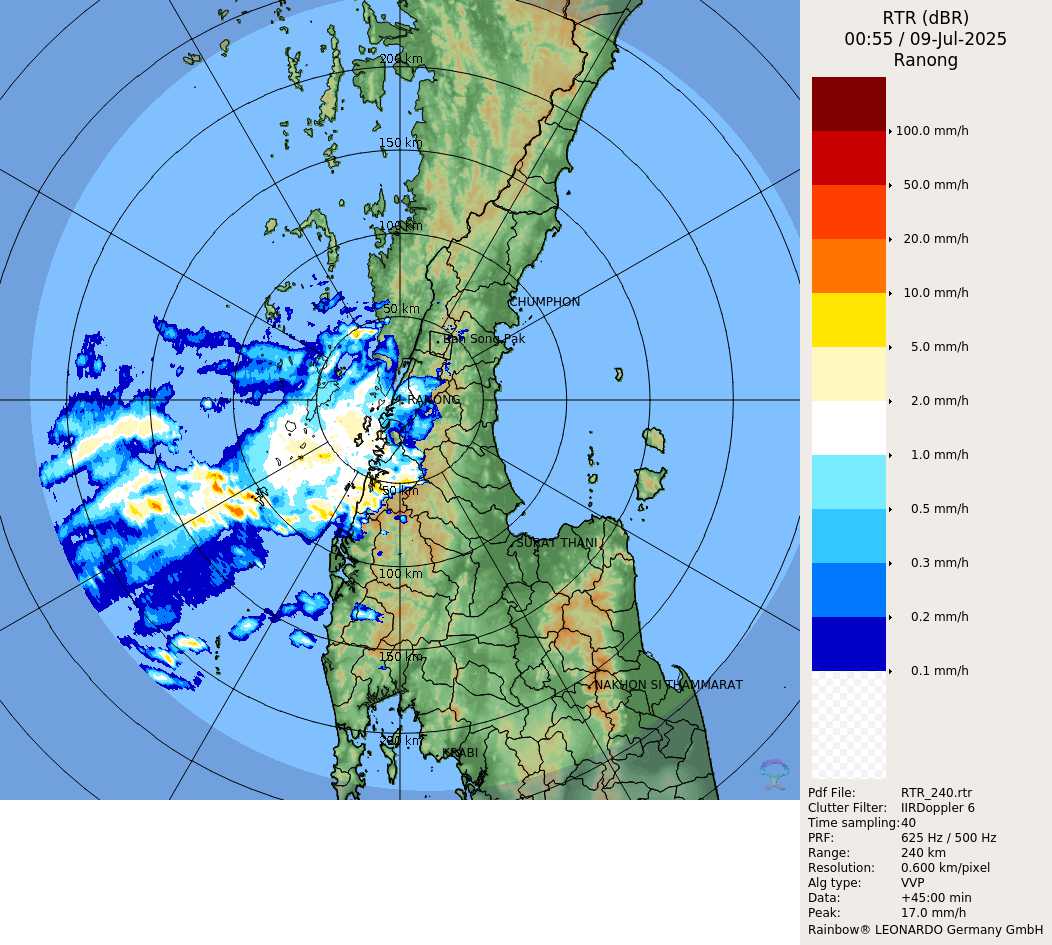 RTR (dBR)
00:55 / 09-Jul-2025
Ranong
100.0 mm/h
50.0 mm/h
20.0 mm/h
10.0 mm/h
5.0 mm/h
2.0 mm/h
1.0 mm/h
0.5 mm/h
0.3 mm/h
0.2 mm/h
0.1 mm/h
200 km
150 km
100 km
50 km
CHUMPHON
Ban Song Pak
RANONG
50 km
SURAT THANI
100 km
150 km
NAKHON SI THAMMARAT
200 km
KRABI
Pdf File: RTR_240.rtr
Clutter Filter: IIRDoppler 6
Time sampling: 40
PRF: 625 Hz / 500 Hz
Range: 240 km
Resolution: 0.600 km/pixel
Alg type: VVP
Data: +45:00 min
Peak: 17.0 mm/h
Rainbow® LEONARDO Germany GmbH